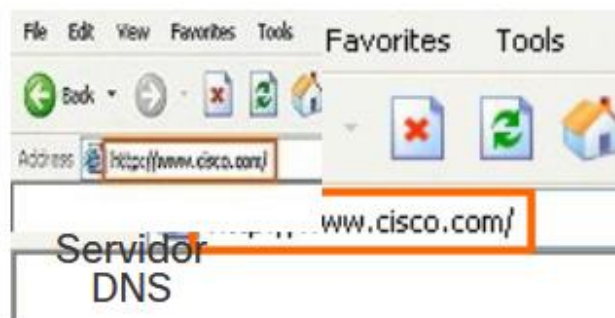 File Edit View Favorites Tools
Back
Address http://www.cisco.com/
Favorites Tools
ww.cisco.com/
Servidor
DNS